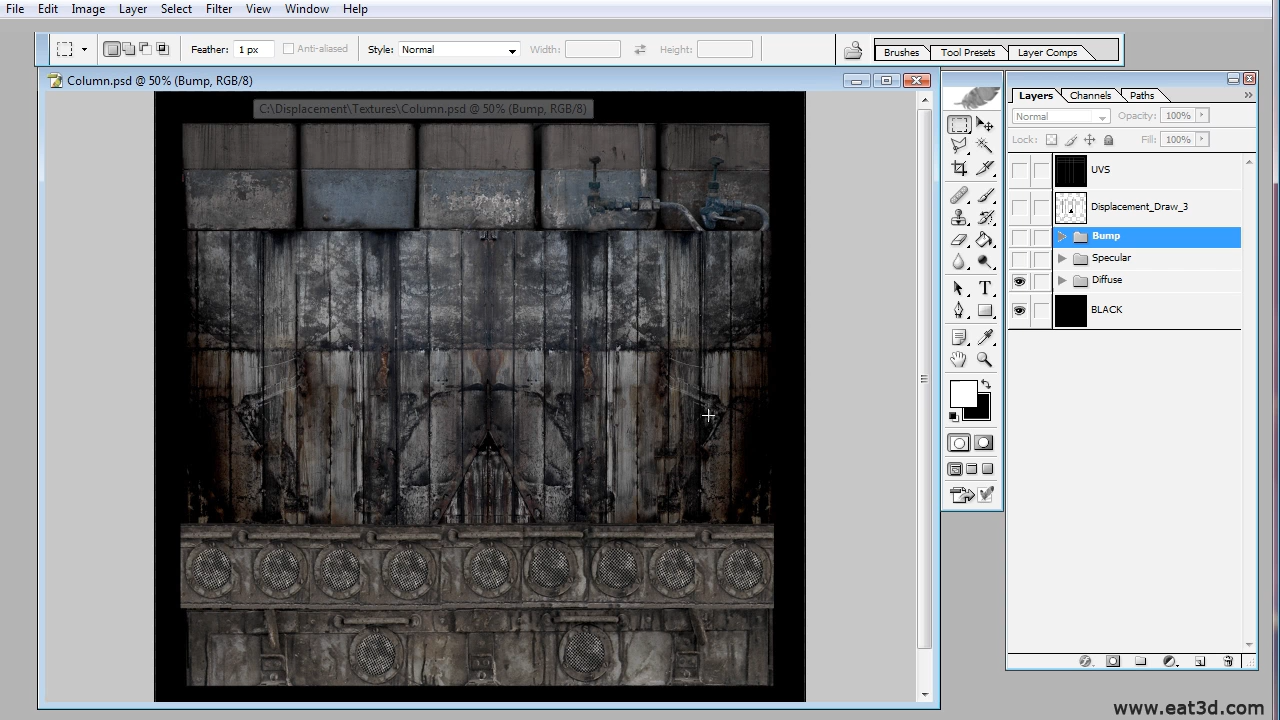 File Edit Image Layer Select Filter View Window Help
Feather: 1 px Anti-aliased Style: Normal Width: Height: Brushes Tool Presets Layer Comps
Column.psd @ 50% (Bump, RGB/8)
C:\Displacement\Textures\Column.psd @ 50% (Bump, RGB/8)
Layers Channels Paths
Normal Opacity: 100%
Lock: Fill: 100%
UVS
Displacement_Draw_3
Bump
Specular
Diffuse
BLACK
www.eat3d.com